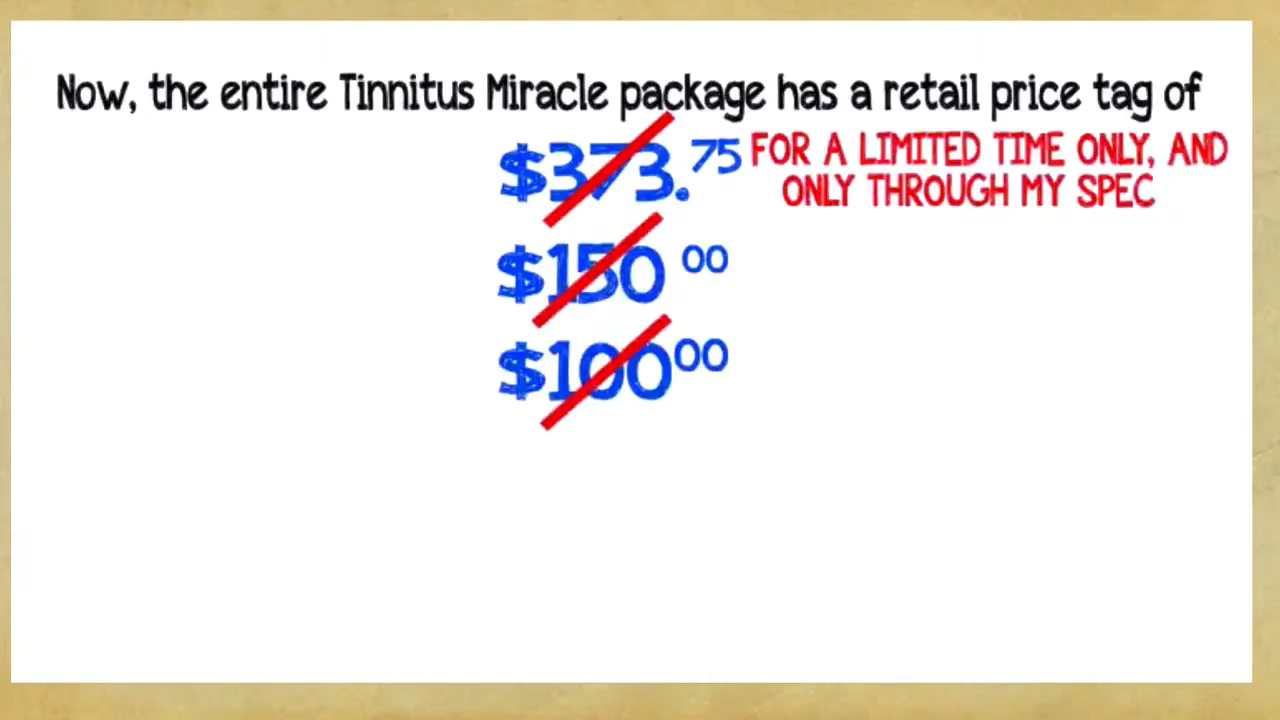 Now, the entire Tinnitus Miracle package has a retail price tag of
$373.75
FOR A LIMITED TIME ONLY, AND
ONLY THROUGH MY SPEC
$150 00
$100 00